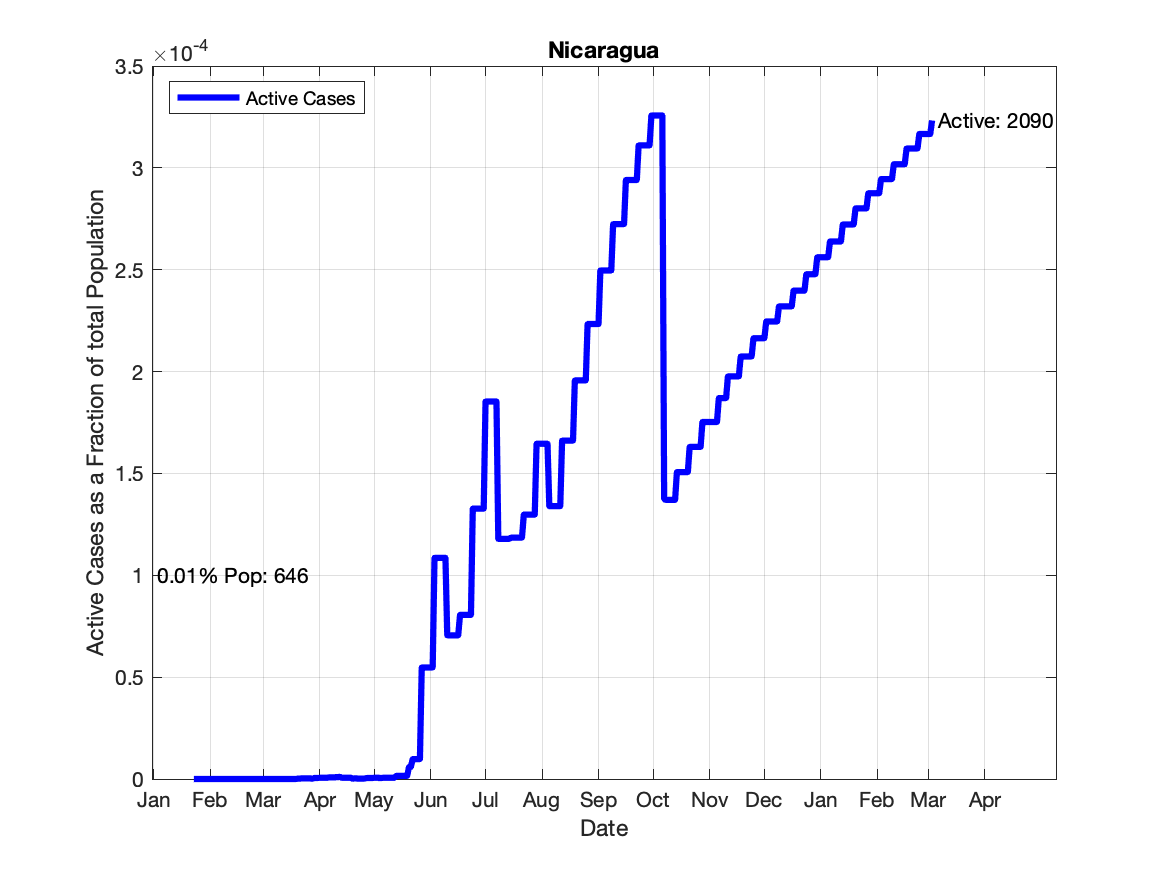 Nicaragua
×10⁻⁴
3.5
3
2.5
2
1.5
1
0.5
0
Active Cases as a Fraction of total Population
Active Cases
Active: 2090
0.01% Pop: 646
Jan Feb Mar Apr May Jun Jul Aug Sep Oct Nov Dec Jan Feb Mar Apr
Date